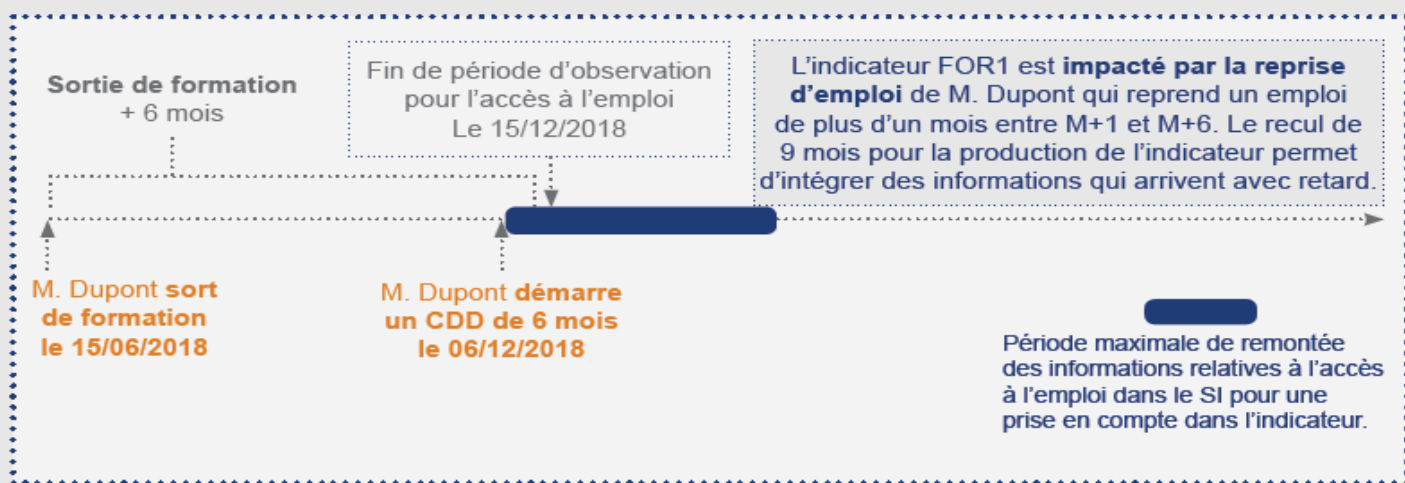 Sortie de formation
+ 6 mois
Fin de période d'observation
pour l'accès à l'emploi
Le 15/12/2018
L'indicateur FOR1 est impacté par la reprise
d'emploi de M. Dupont qui reprend un emploi
de plus d'un mois entre M+1 et M+6. Le recul de
9 mois pour la production de l'indicateur permet
d'intégrer des informations qui arrivent avec retard.
M. Dupont sort
de formation
le 15/06/2018
M. Dupont démarre
un CDD de 6 mois
le 06/12/2018
Période maximale de remontée
des informations relatives à l'accès
à l'emploi dans le SI pour une
prise en compte dans l'indicateur.